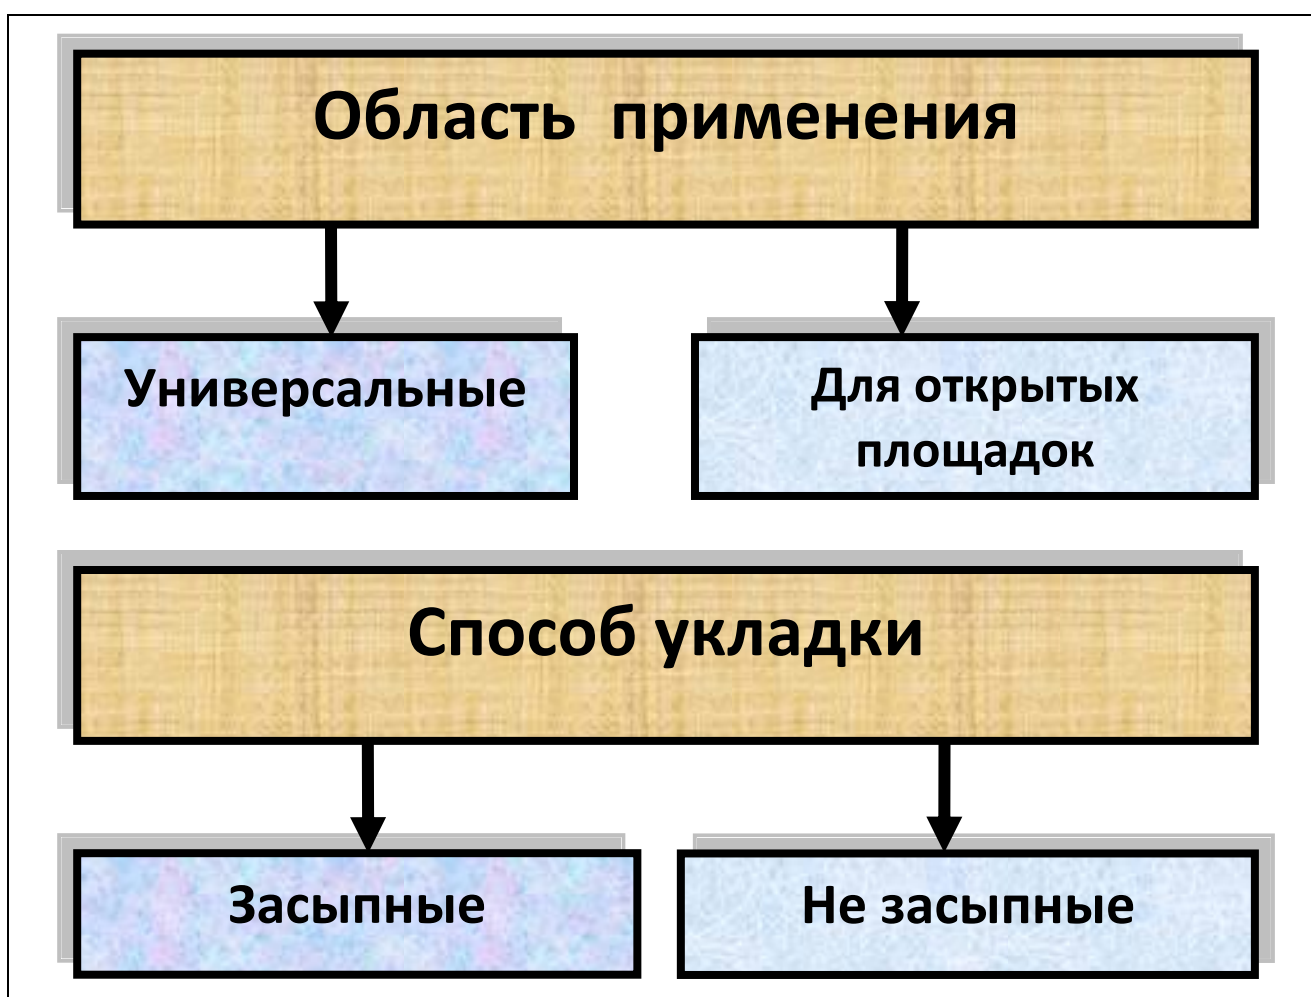 Область применения
Универсальные
Для открытых
площадок
Способ укладки
Засыпные
Не засыпные